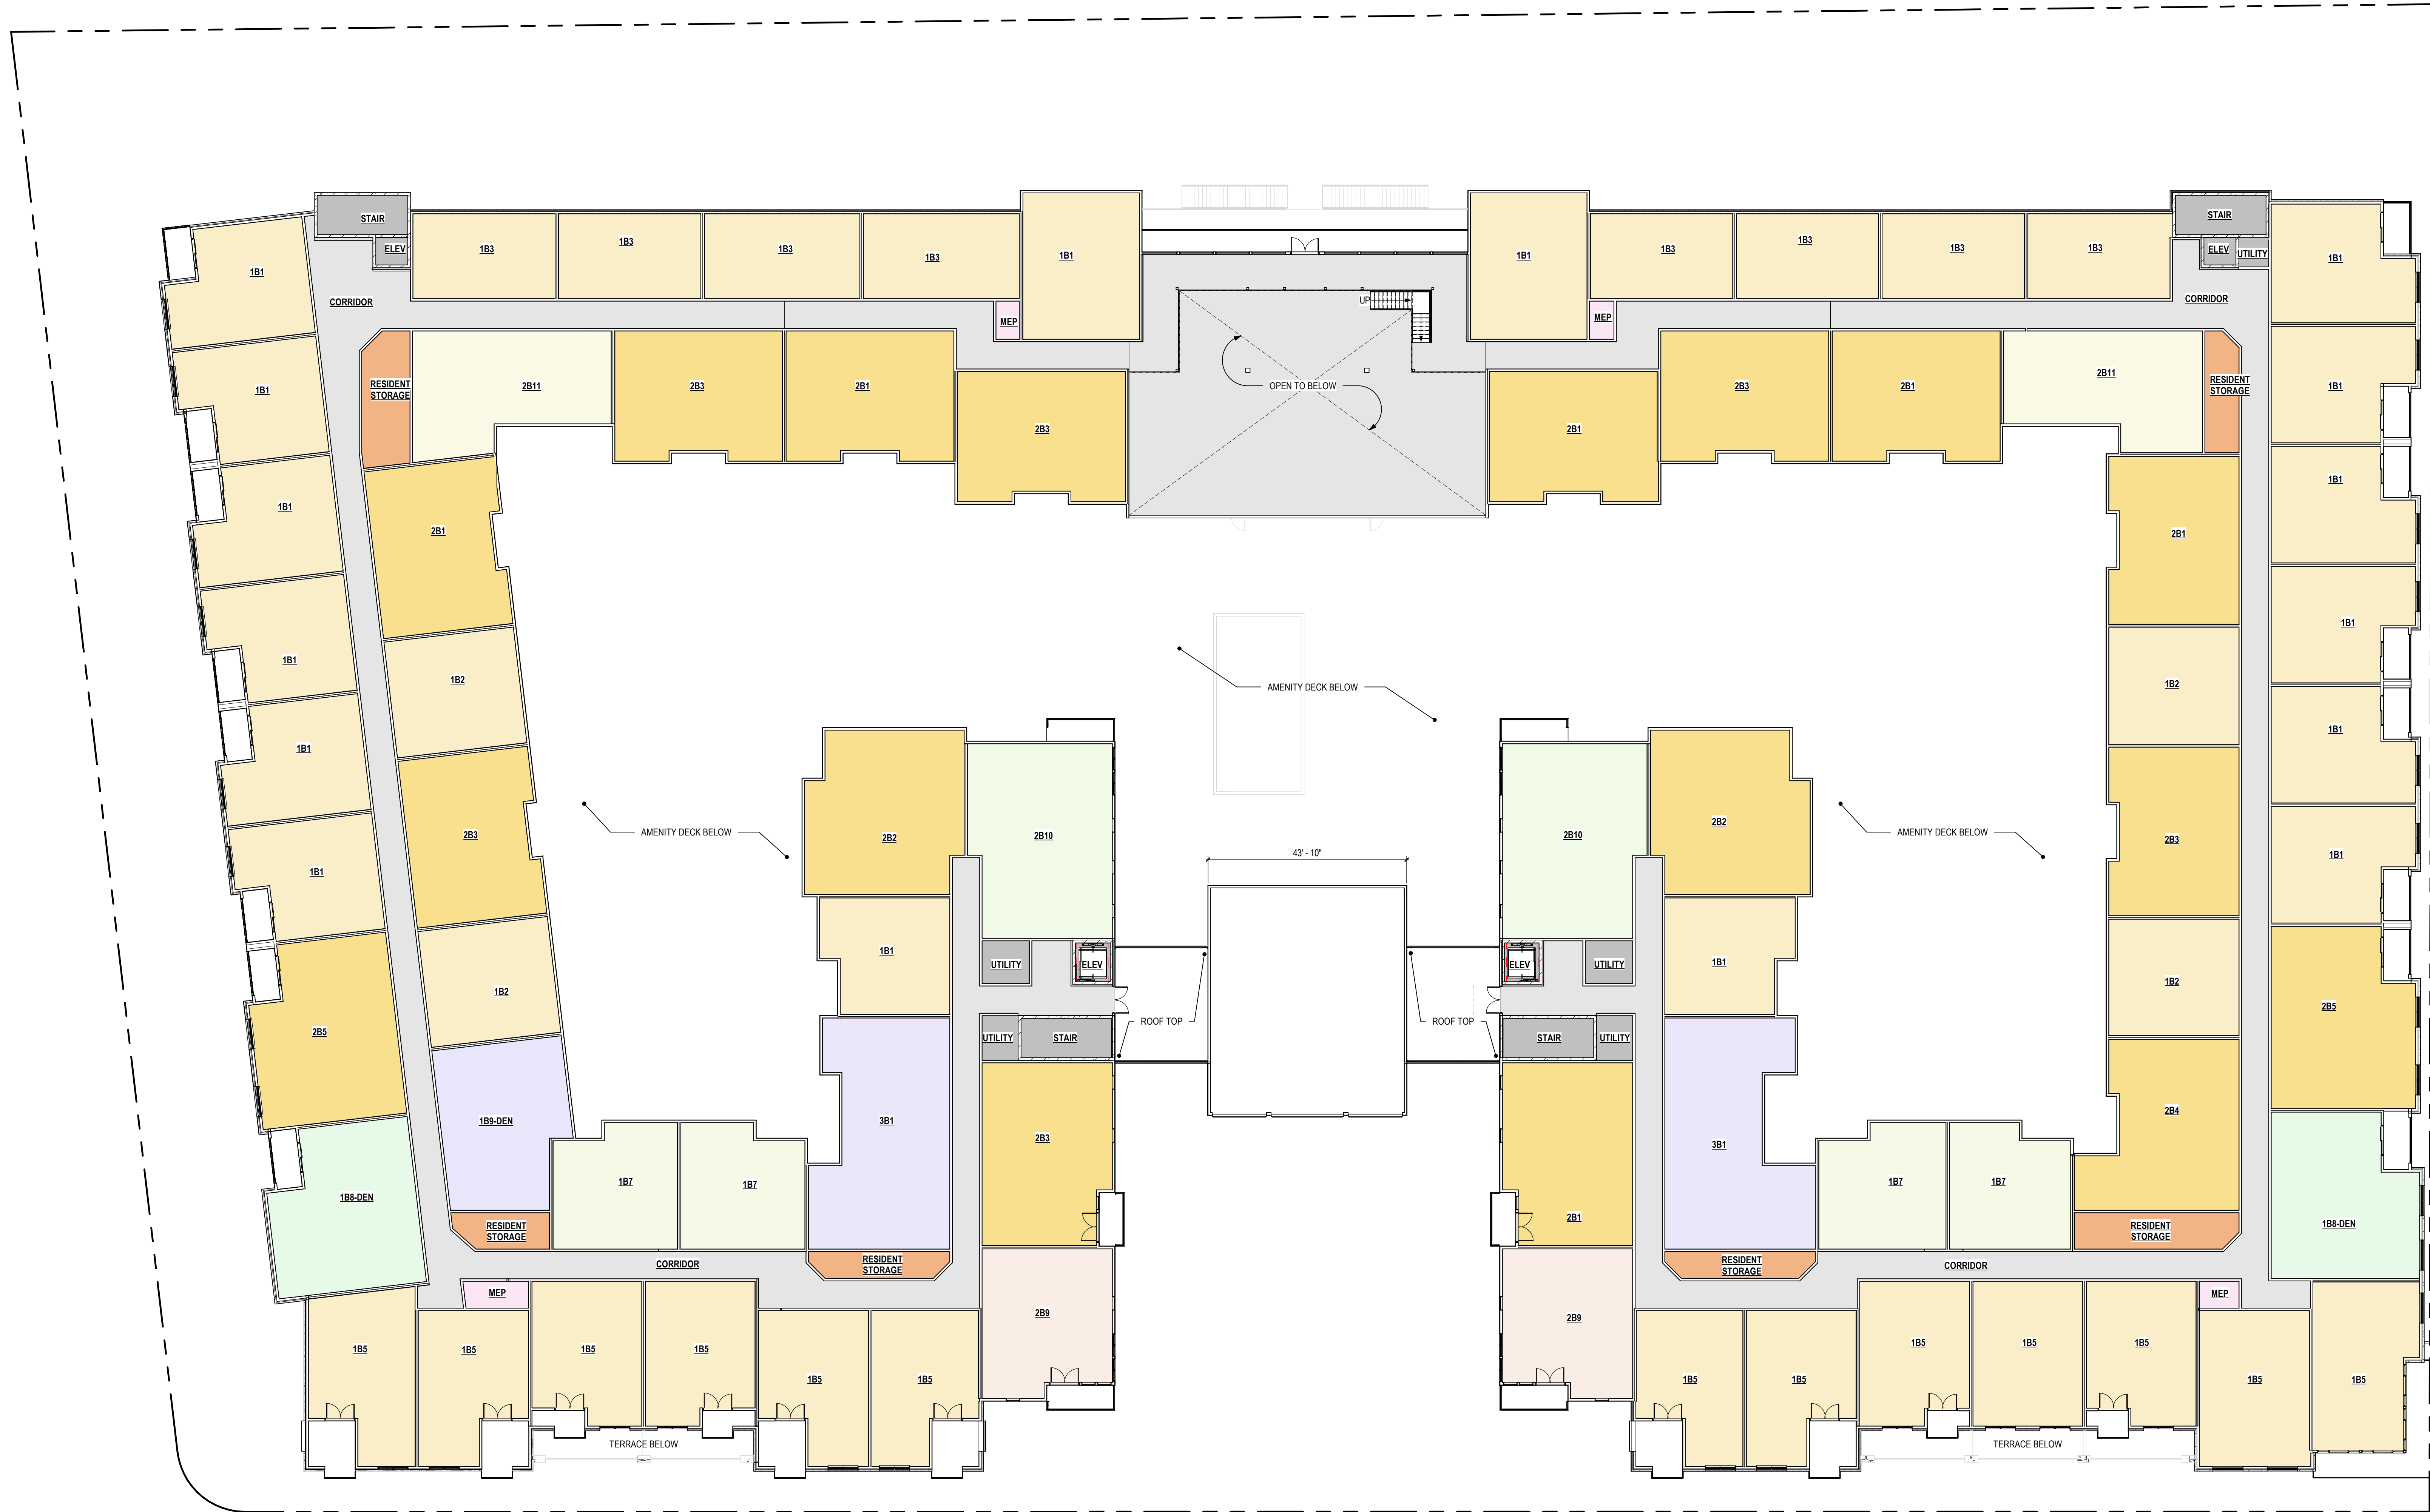 STAIR
STAIR
ELEV
1B3
1B3
1B3
1B3
1B1
1B1
1B3
1B3
1B3
1B3
ELEV
UTILITY
1B1
1B1
CORRIDOR
CORRIDOR
UP
MEP
MEP
1B1
RESIDENT
STORAGE
2B11
2B3
2B1
OPEN TO BELOW
2B3
2B1
2B11
RESIDENT
STORAGE
1B1
2B3
2B1
1B1
1B1
2B1
2B1
1B1
1B1
1B2
AMENITY DECK BELOW
1B2
1B1
1B1
1B1
2B3
AMENITY DECK BELOW
2B2
2B10
2B10
2B2
AMENITY DECK BELOW
2B3
43' - 10"
1B1
1B1
1B2
1B1
UTILITY
ELEV
ELEV
UTILITY
1B1
1B2
2B5
2B5
ROOF TOP
ROOF TOP
UTILITY
STAIR
STAIR
UTILITY
1B9-DEN
3B1
2B3
2B4
3B1
1B8-DEN
1B7
1B7
1B7
1B7
RESIDENT
STORAGE
2B1
RESIDENT
STORAGE
1B8-DEN
CORRIDOR
RESIDENT
STORAGE
RESIDENT
STORAGE
CORRIDOR
MEP
MEP
2B9
2B9
1B5
1B5
1B5
1B5
1B5
1B5
1B5
1B5
1B5
1B5
1B5
1B5
1B5
TERRACE BELOW
TERRACE BELOW